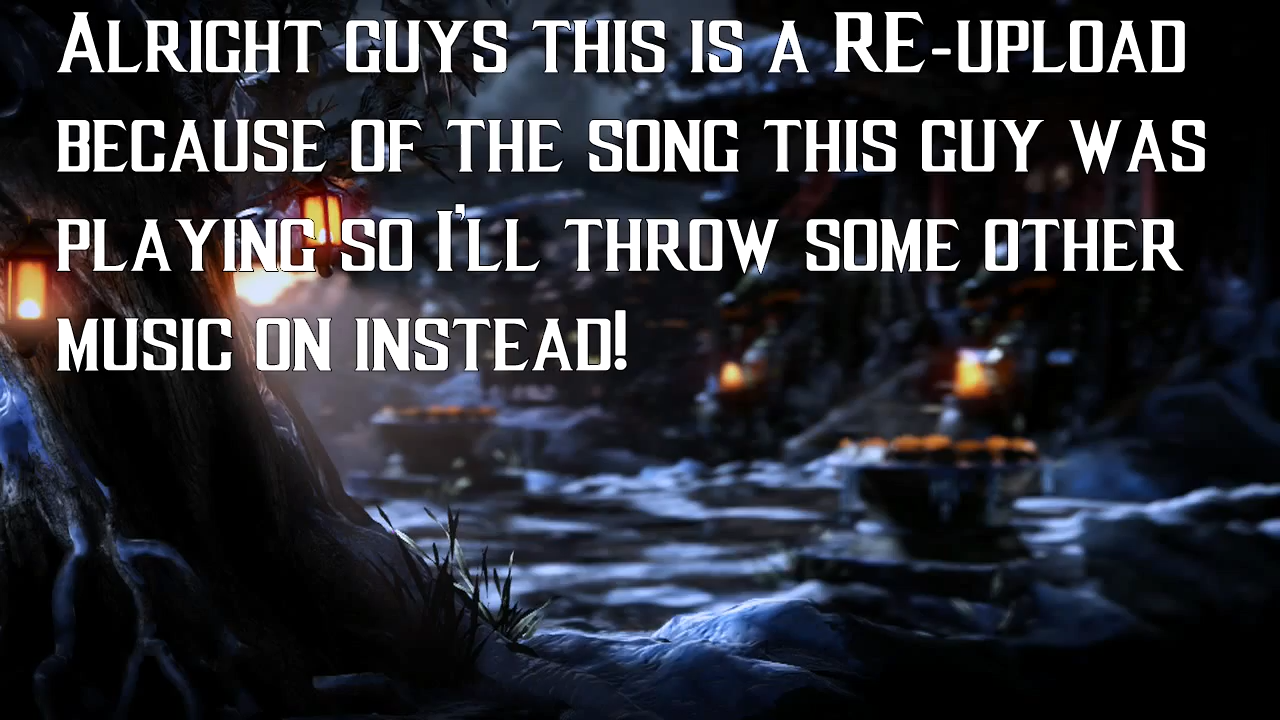 Alright guys this is a RE-upload
because of the song this guy was
playing so I'll throw some other
music on instead!